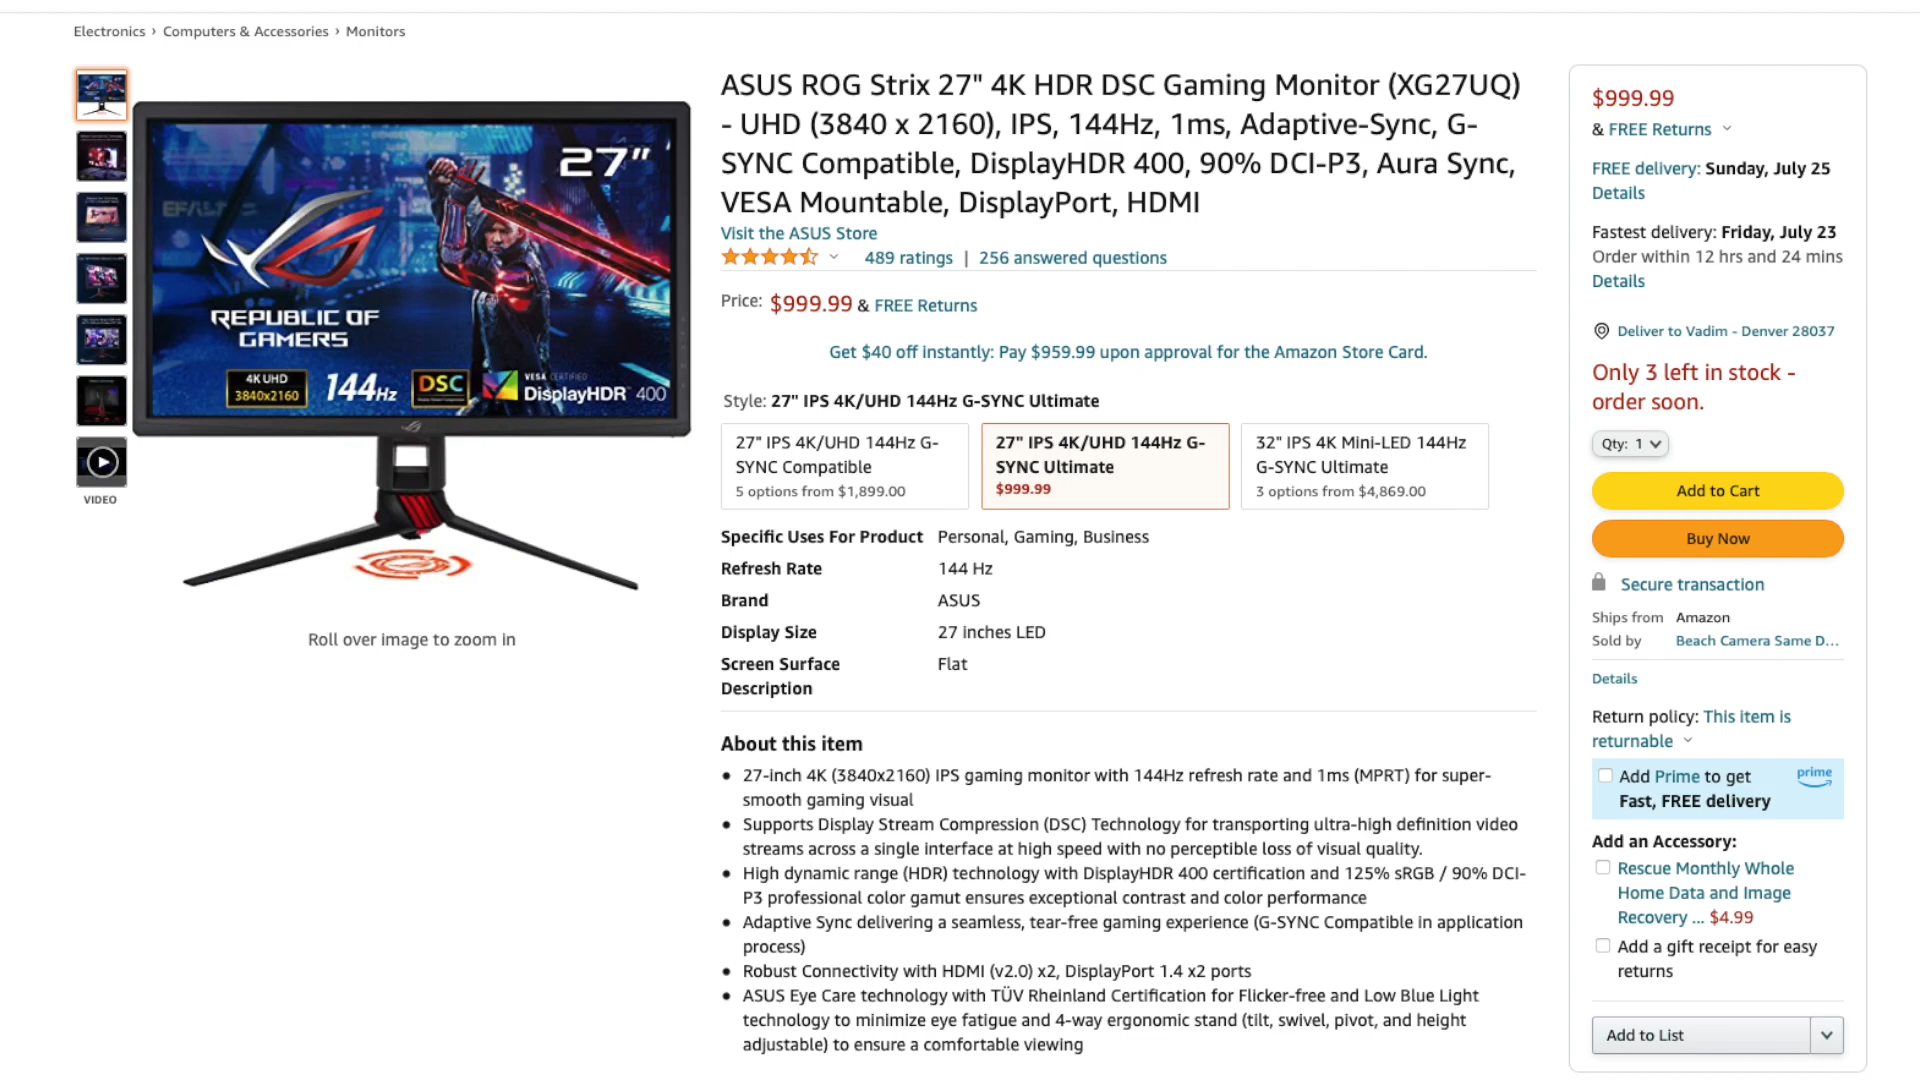 Electronics › Computers & Accessories › Monitors
27"
REPUBLIC OF
GAMERS
4K UHD
3840x2160
144Hz
DSC
VESA CERTIFIED
DisplayHDR 400
VIDEO
Roll over image to zoom in
ASUS ROG Strix 27" 4K HDR DSC Gaming Monitor (XG27UQ)
- UHD (3840 x 2160), IPS, 144Hz, 1ms, Adaptive-Sync, G-
SYNC Compatible, DisplayHDR 400, 90% DCI-P3, Aura Sync,
VESA Mountable, DisplayPort, HDMI
Visit the ASUS Store
489 ratings | 256 answered questions
Price: $999.99 & FREE Returns
Get $40 off instantly: Pay $959.99 upon approval for the Amazon Store Card.
Style: 27" IPS 4K/UHD 144Hz G-SYNC Ultimate
27" IPS 4K/UHD 144Hz G-
SYNC Compatible
5 options from $1,899.00
27" IPS 4K/UHD 144Hz G-
SYNC Ultimate
$999.99
32" IPS 4K Mini-LED 144Hz
G-SYNC Ultimate
3 options from $4,869.00
Specific Uses For Product Personal, Gaming, Business
Refresh Rate 144 Hz
Brand ASUS
Display Size 27 inches LED
Screen Surface Flat
Description
About this item
• 27-inch 4K (3840x2160) IPS gaming monitor with 144Hz refresh rate and 1ms (MPRT) for super-
smooth gaming visual
• Supports Display Stream Compression (DSC) Technology for transporting ultra-high definition video
streams across a single interface at high speed with no perceptible loss of visual quality.
• High dynamic range (HDR) technology with DisplayHDR 400 certification and 125% sRGB / 90% DCI-
P3 professional color gamut ensures exceptional contrast and color performance
• Adaptive Sync delivering a seamless, tear-free gaming experience (G-SYNC Compatible in application
process)
• Robust Connectivity with HDMI (v2.0) x2, DisplayPort 1.4 x2 ports
• ASUS Eye Care technology with TÜV Rheinland Certification for Flicker-free and Low Blue Light
technology to minimize eye fatigue and 4-way ergonomic stand (tilt, swivel, pivot, and height
adjustable) to ensure a comfortable viewing
$999.99
& FREE Returns
FREE delivery: Sunday, July 25
Details
Fastest delivery: Friday, July 23
Order within 12 hrs and 24 mins
Details
Deliver to Vadim - Denver 28037
Only 3 left in stock -
order soon.
Qty: 1
Add to Cart
Buy Now
Secure transaction
Ships from Amazon
Sold by Beach Camera Same D...
Details
Return policy: This item is
returnable
Add Prime to get prime
Fast, FREE delivery
Add an Accessory:
Rescue Monthly Whole
Home Data and Image
Recovery ... $4.99
Add a gift receipt for easy
returns
Add to List